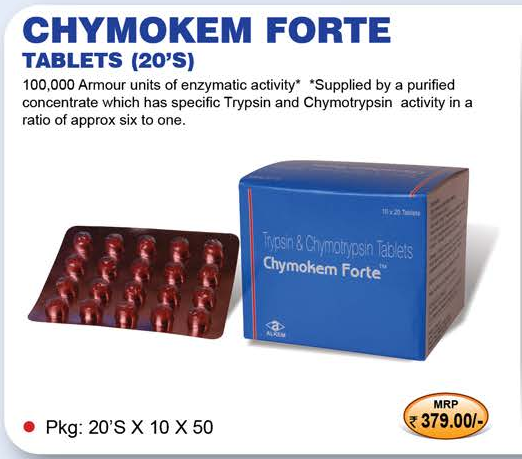 CHYMOKEM FORTE
TABLETS (20'S)
100,000 Armour units of enzymatic activity* *Supplied by a purified
concentrate which has specific Trypsin and Chymotrypsin activity in a
ratio of approx six to one.
10 x 20 Tablets
Trypsin & Chymotrypsin Tablets
Chymokem Forte™
a
ALKEM
MRP
₹ 379.00/-
Pkg: 20'S X 10 X 50